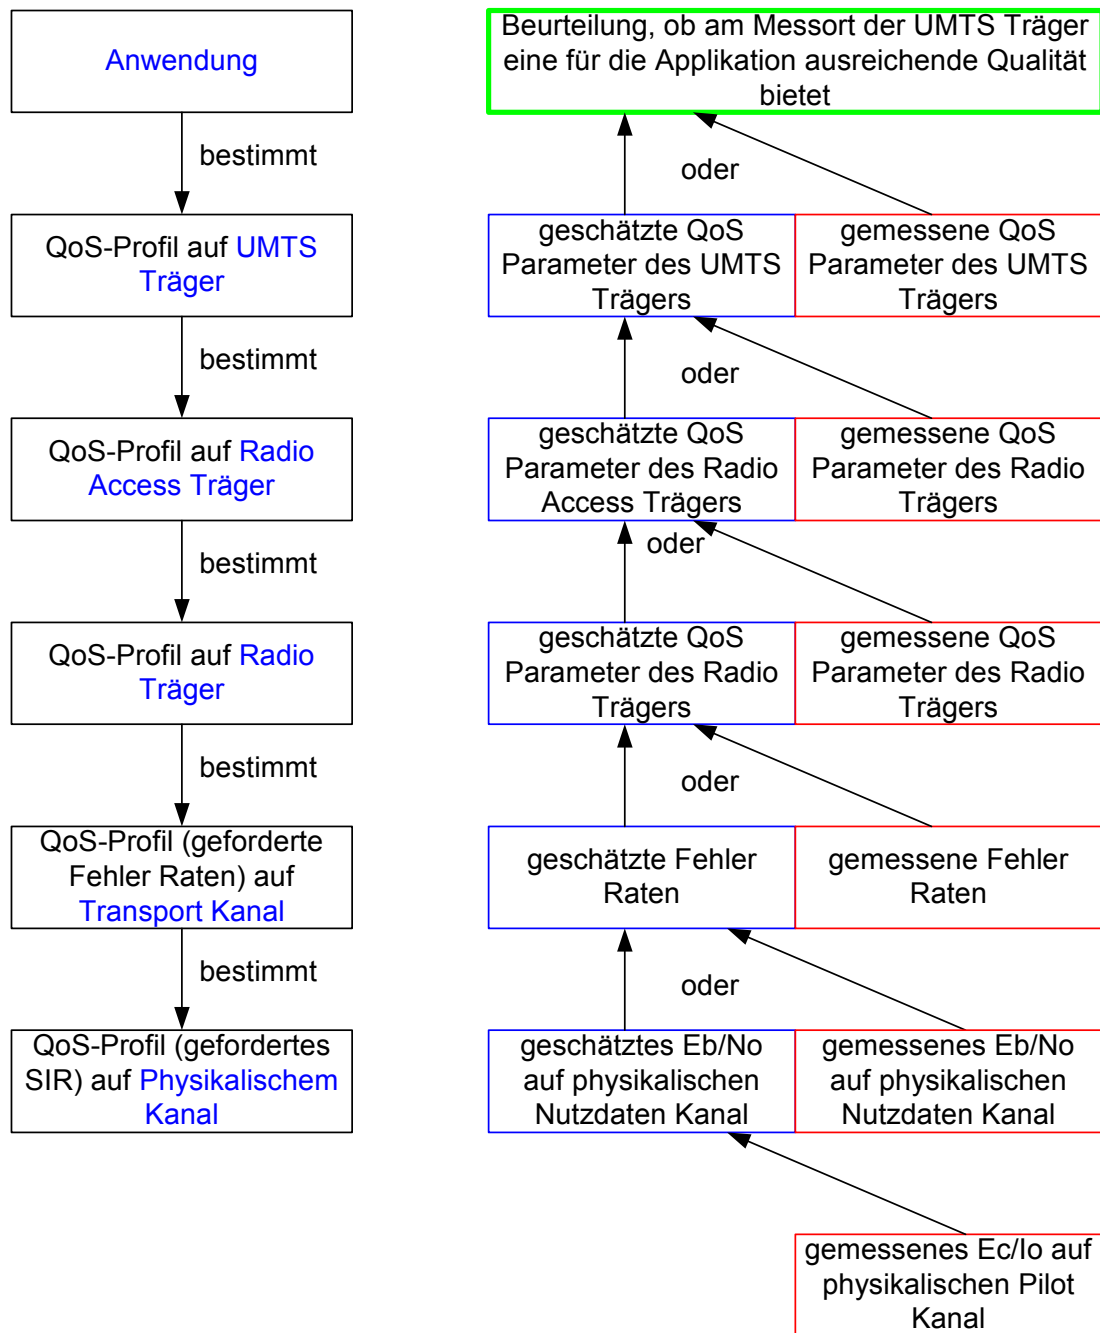 Anwendung
Beurteilung, ob am Messort der UMTS Träger
eine für die Applikation ausreichende Qualität
bietet
bestimmt
oder
QoS-Profil auf UMTS
Träger
geschätzte QoS
Parameter des UMTS
Trägers
gemessene QoS
Parameter des UMTS
Trägers
bestimmt
oder
QoS-Profil auf Radio
Access Träger
geschätzte QoS
Parameter des Radio
Access Trägers
gemessene QoS
Parameter des Radio
Trägers
bestimmt
oder
QoS-Profil auf Radio
Träger
geschätzte QoS
Parameter des Radio
Trägers
gemessene QoS
Parameter des Radio
Trägers
bestimmt
oder
QoS-Profil (geforderte
Fehler Raten) auf
Transport Kanal
geschätzte Fehler
Raten
gemessene Fehler
Raten
bestimmt
oder
QoS-Profil (gefordertes
SIR) auf Physikalischem
Kanal
geschätztes Eb/No
auf physikalischen
Nutzdaten Kanal
gemessenes Eb/No
auf physikalischen
Nutzdaten Kanal
gemessenes Ec/Io auf
physikalischen Pilot
Kanal